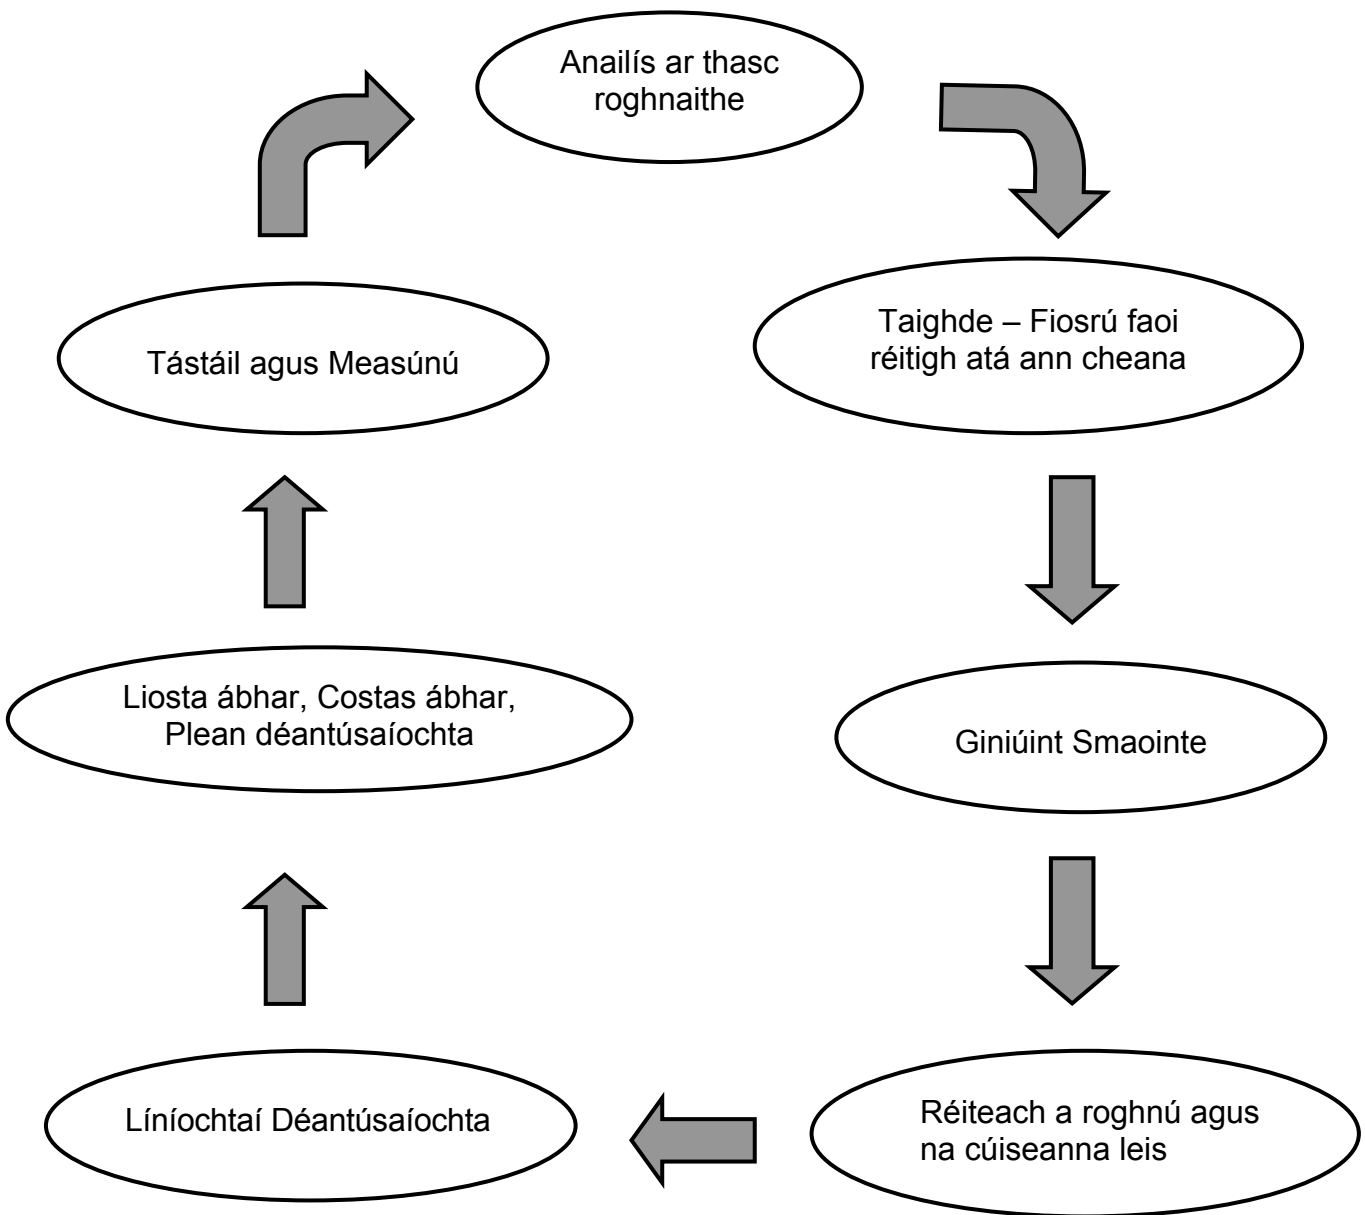 Anailís ar thasc
roghnaithe
Taighde – Fiosrú faoi
réitigh atá ann cheana
Giniúint Smaointe
Réiteach a roghnú agus
na cúiseanna leis
Líníochtaí Déantúsaíochta
Liosta ábhar, Costas ábhar,
Plean déantúsaíochta
Tástáil agus Measúnú